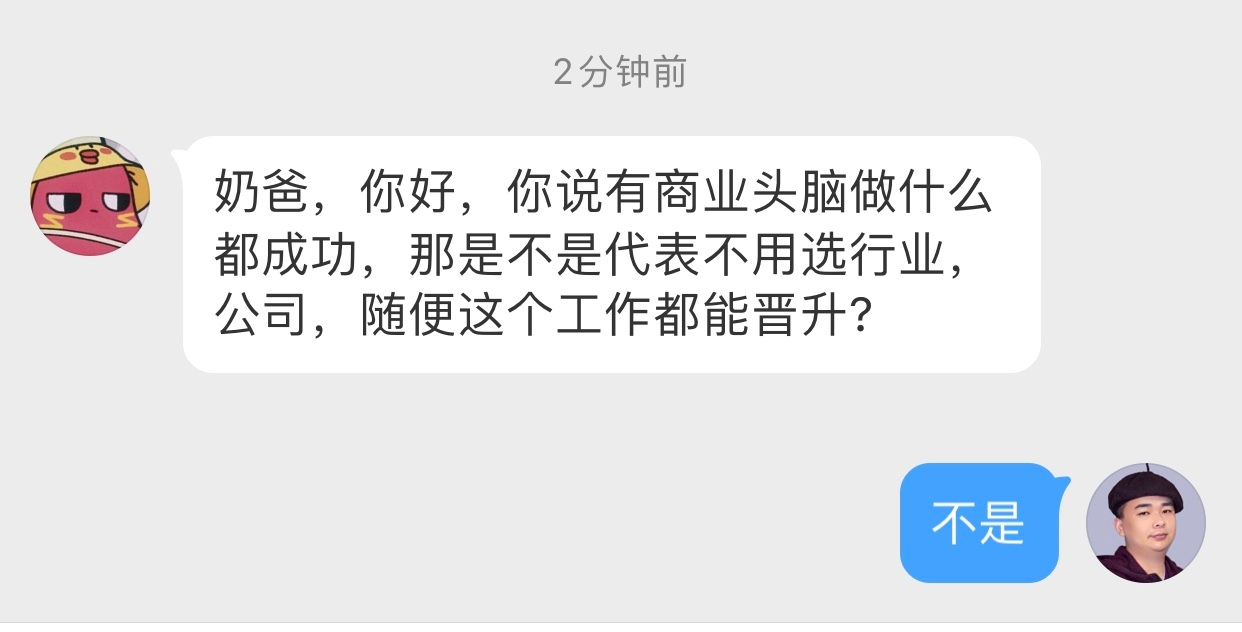 2分钟前
奶爸，你好，你说有商业头脑做什么
都成功，那是不是代表不用选行业，
公司，随便这个工作都能晋升？
不是